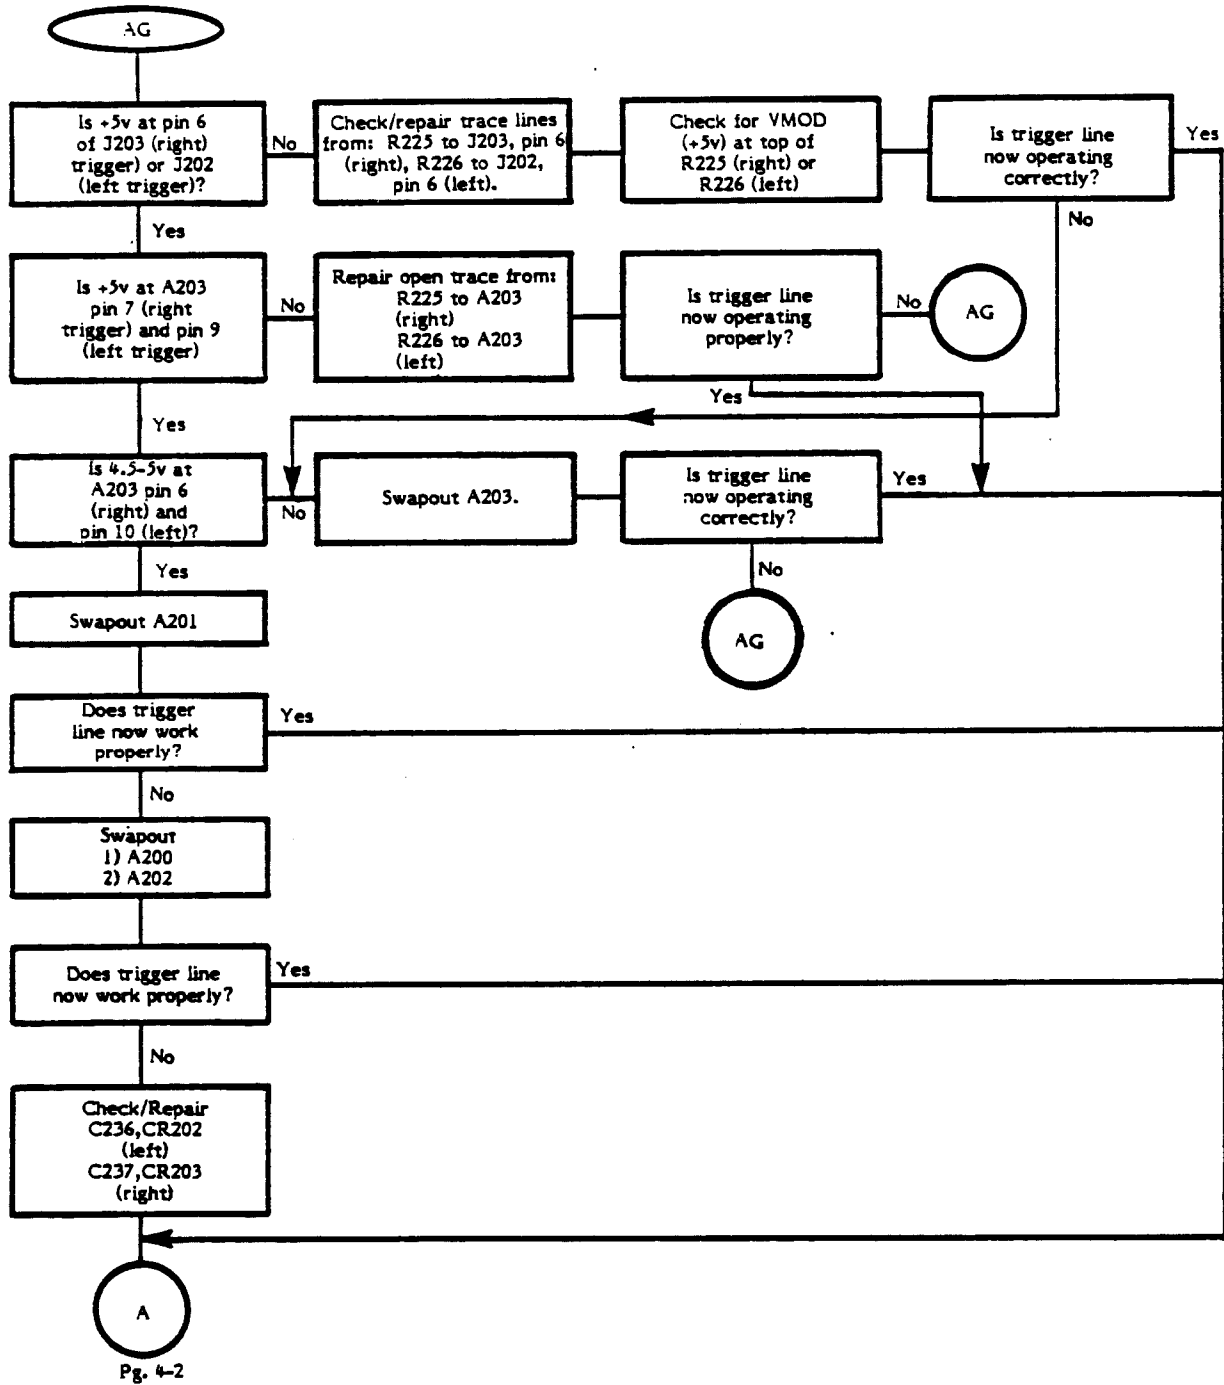 AG
Is +5v at pin 6
of J203 (right)
trigger) or J202
(left trigger)?
No
Check/repair trace lines
from: R225 to J203, pin 6
(right), R226 to J202,
pin 6 (left).
Check for VMOD
(+5v) at top of
R225 (right) or
R226 (left)
Is trigger line
now operating
correctly?
Yes
No
Yes
Is +5v at A203
pin 7 (right
trigger) and pin 9
(left trigger)
No
Repair open trace from:
R225 to A203
(right)
R226 to A203
(left)
Is trigger line
now operating
properly?
No
AG
Yes
Yes
Is 4.5-5v at
A203 pin 6
(right) and
pin 10 (left)?
No
Swapout A203.
Is trigger line
now operating
correctly?
Yes
No
AG
Yes
Swapout A201
Does trigger
line now work
properly?
Yes
No
Swapout
1) A200
2) A202
Does trigger line
now work properly?
Yes
No
Check/Repair
C236,CR202
(left)
C237,CR203
(right)
A
Pg. 4-2